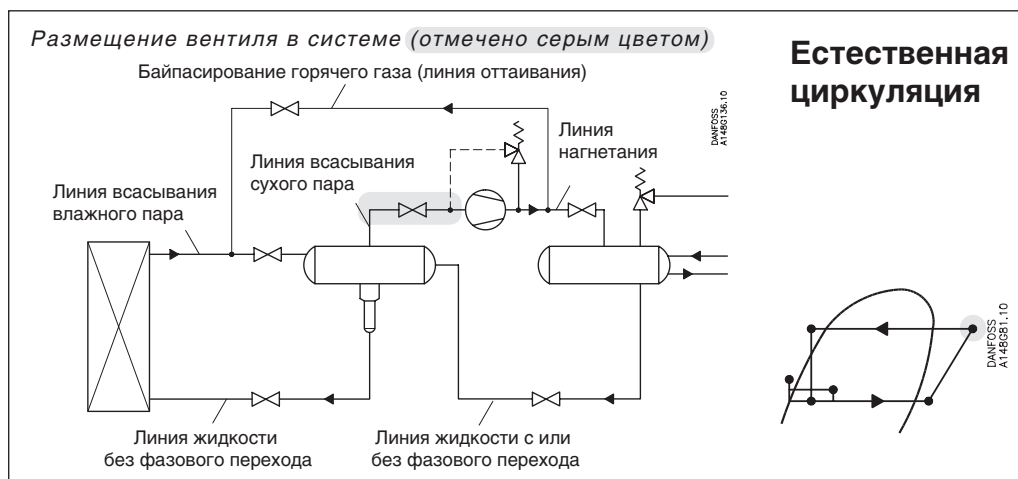 Размещение вентиля в системе (отмечено серым цветом)
Естественная
циркуляция
Байпасирование горячего газа (линия оттаивания)
DANFOSS
A148G136.10
Линия
нагнетания
Линия всасывания
сухого пара
Линия всасывания
влажного пара
DANFOSS
A148G81.10
Линия жидкости
без фазового перехода
Линия жидкости с или
без фазового перехода